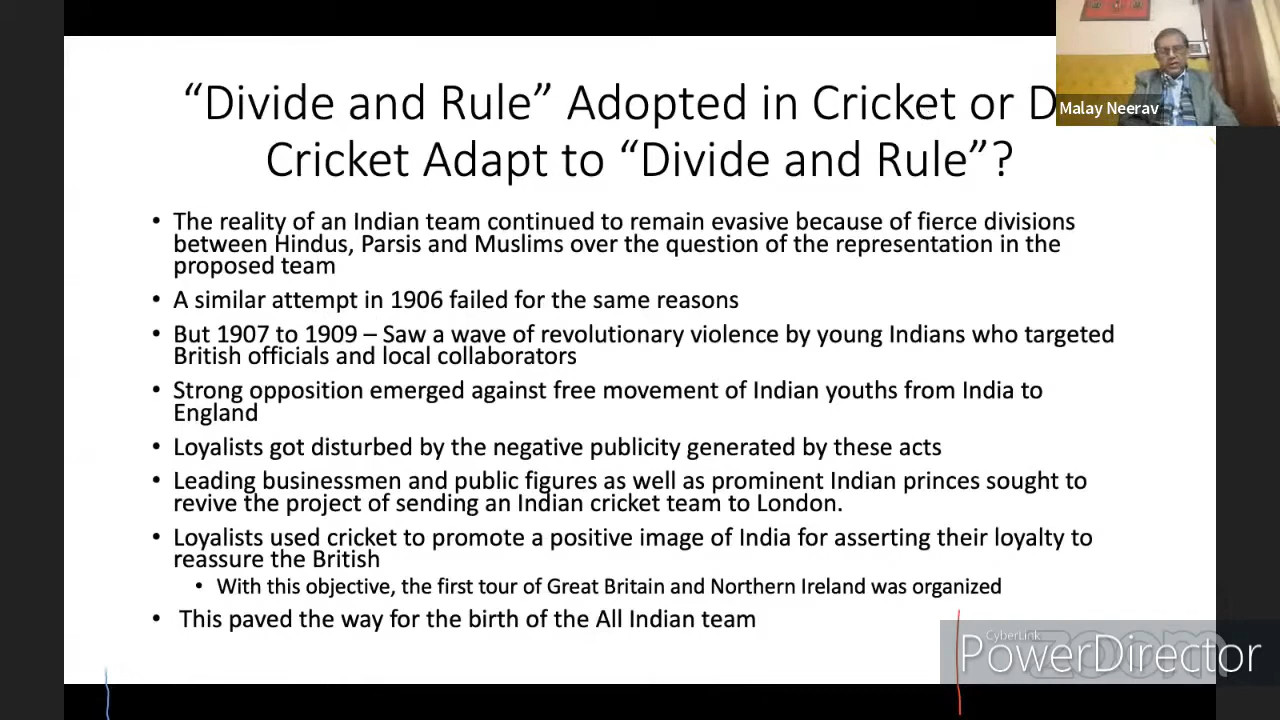 “Divide and Rule” Adopted in Cricket or D
Cricket Adapt to “Divide and Rule”?
Malay Neerav
• The reality of an Indian team continued to remain evasive because of fierce divisions
between Hindus, Parsis and Muslims over the question of the representation in the
proposed team
• A similar attempt in 1906 failed for the same reasons
• But 1907 to 1909 – Saw a wave of revolutionary violence by young Indians who targeted
British officials and local collaborators
• Strong opposition emerged against free movement of Indian youths from India to
England
• Loyalists got disturbed by the negative publicity generated by these acts
• Leading businessmen and public figures as well as prominent Indian princes sought to
revive the project of sending an Indian cricket team to London.
• Loyalists used cricket to promote a positive image of India for asserting their loyalty to
reassure the British
• With this objective, the first tour of Great Britain and Northern Ireland was organized
• This paved the way for the birth of the All Indian team
CyberLink
PowerDirector
zoom